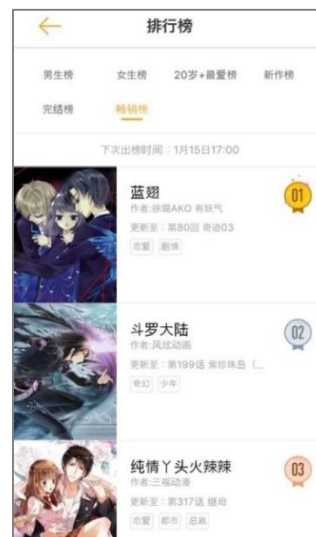 排行榜
男生榜 女生榜 20岁+最爱榜 新作榜
完结榜 畅销榜
下次出榜时间：1月15日17:00
蓝翅
01
作者:徐璐AKO 有妖气
更新至：第80回 奇迹03
恋爱 剧情
斗罗大陆
02
作者:风炫动画
更新至：第199话 紫珍珠岛（...
奇幻 少年
纯情丫头火辣辣
03
作者:三福动漫
更新至：第317话 继母
恋爱 都市 总裁